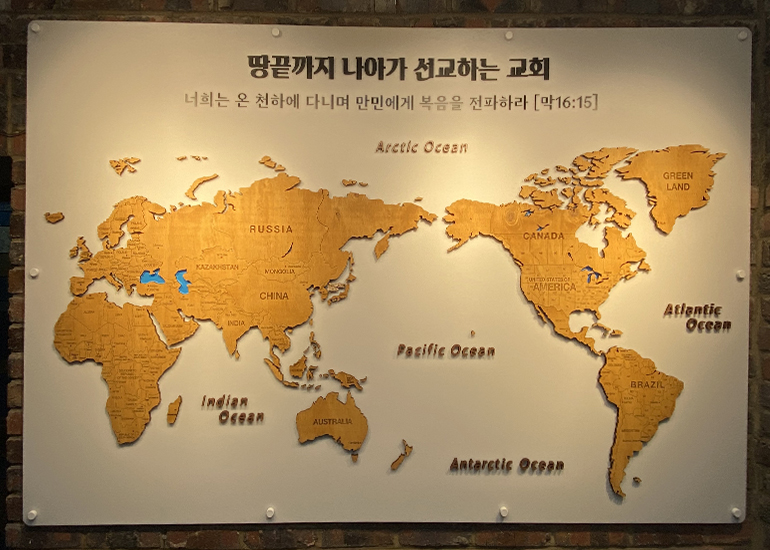 땅끝까지 나아가 선교하는 교회
너희는 온 천하에 다니며 만민에게 복음을 전파하라 [막16:15]
Arctic Ocean
GREEN
LAND
RUSSIA
CANADA
KAZAKHSTAN
MONGOLIA
UNITED STATES OF
AMERICA
CHINA
Atlantic
Ocean
INDIA
Pacific Ocean
BRAZIL
Indian
Ocean
AUSTRALIA
Antarctic Ocean